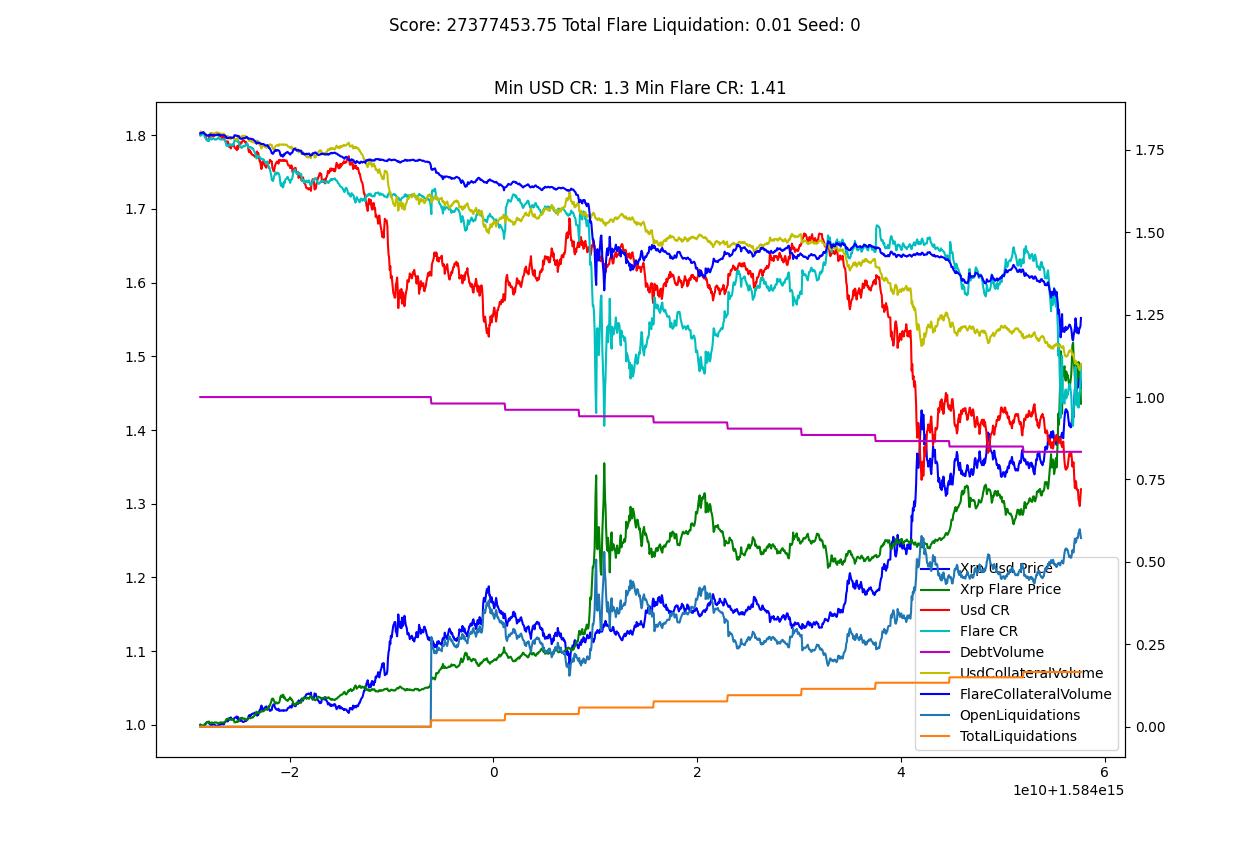 Score: 27377453.75 Total Flare Liquidation: 0.01 Seed: 0
Min USD CR: 1.3 Min Flare CR: 1.41
1.8
1.7
1.6
1.5
1.4
1.3
1.2
1.1
1.0
1.75
1.50
1.25
1.00
0.75
0.50
0.25
0.00
Xrp Usd Price
Xrp Flare Price
Usd CR
Flare CR
DebtVolume
UsdCollateralVolume
FlareCollateralVolume
OpenLiquidations
TotalLiquidations
−2 0 2 4 6
1e10+1.584e15